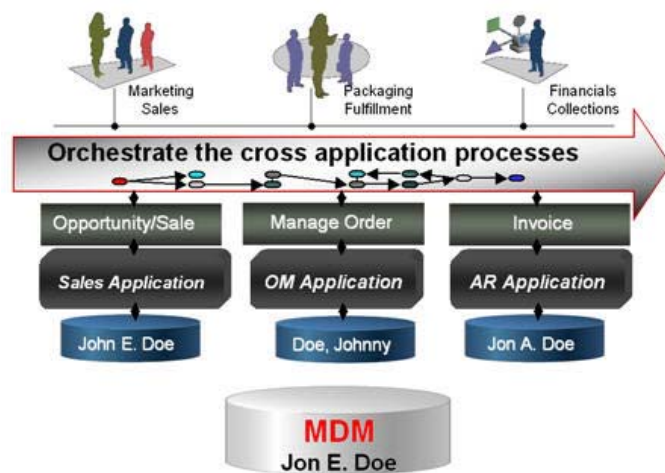 Marketing
Sales
Packaging
Fulfillment
Financials
Collections
Orchestrate the cross application processes
Opportunity/Sale
Manage Order
Invoice
Sales Application
OM Application
AR Application
John E. Doe
Doe, Johnny
Jon A. Doe
MDM
Jon E. Doe